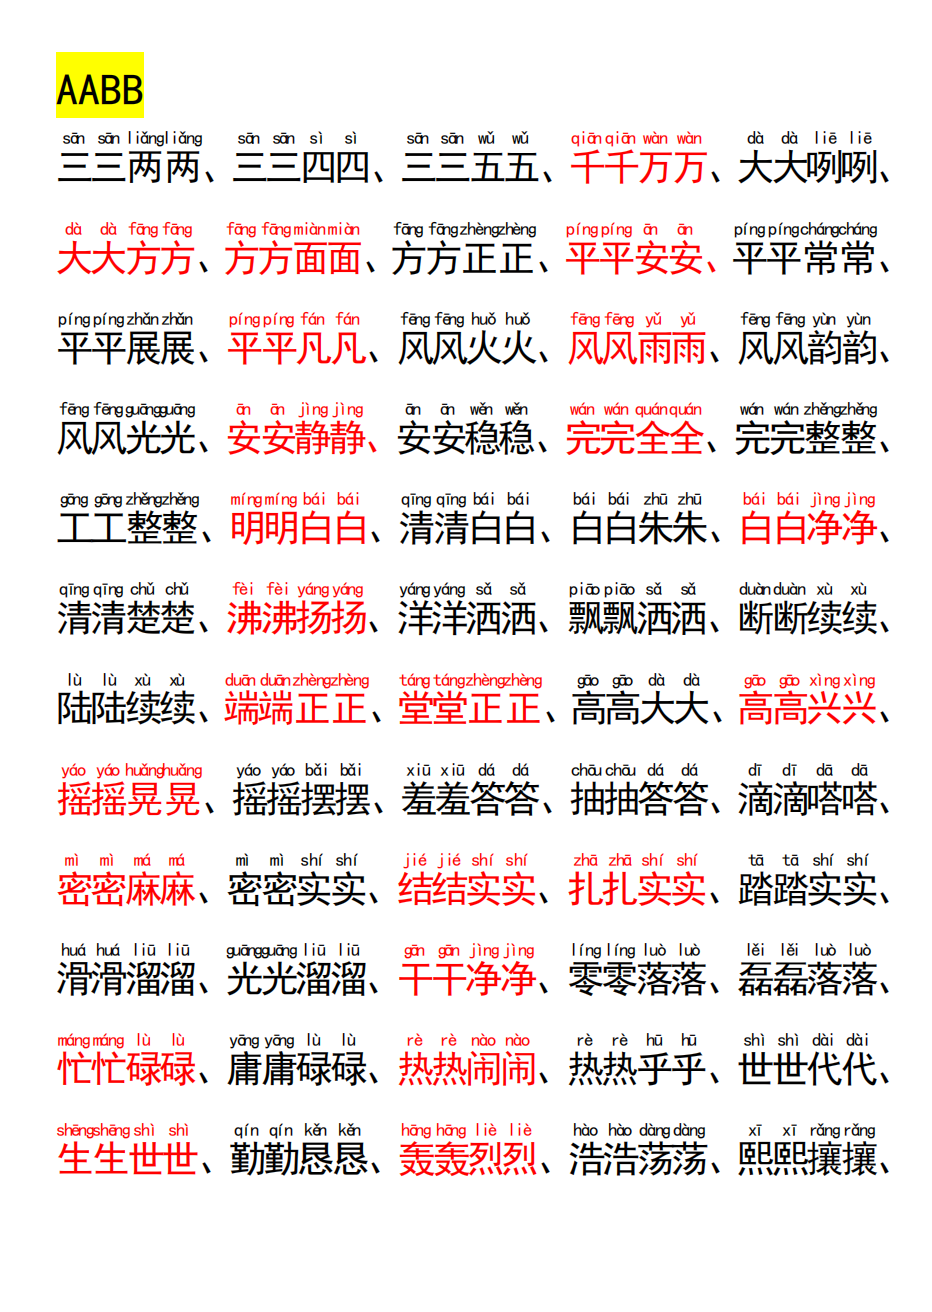 AABB
sān sān liǎng liǎng sān sān sì sì sān sān wǔ wǔ qiān qiān wàn wàn dà dà liē liē
三三两两、三三四四、三三五五、千千万万、大大咧咧、
dà dà fāng fāng fāng fāng miàn miàn fāng fāng zhèng zhèng píng píng ān ān píng píng cháng cháng
大大方方、方方面面、方方正正、平平安安、平平常常、
píng píng zhǎn zhǎn píng píng fán fán fēng fēng huǒ huǒ fēng fēng yǔ yǔ fēng fēng yùn yùn
平平展展、平平凡凡、风风火火、风风雨雨、风风韵韵、
fēng fēng guāng guāng ān ān jìng jìng ān ān wěn wěn wán wán quán quán wán wán zhěng zhěng
风风光光、安安静静、安安稳稳、完完全全、完完整整、
gōng gōng zhěng zhěng míng míng bái bái qīng qīng bái bái bái bái zhū zhū bái bái jìng jìng
工工整整、明明白白、清清白白、白白朱朱、白白净净、
qīng qīng chǔ chǔ fèi fèi yáng yáng yáng yáng sǎ sǎ piāo piāo sǎ sǎ duàn duàn xù xù
清清楚楚、沸沸扬扬、洋洋洒洒、飘飘洒洒、断断续续、
lù lù xù xù duān duān zhèng zhèng táng táng zhèng zhèng gāo gāo dà dà gāo gāo xìng xìng
陆陆续续、端端正正、堂堂正正、高高大大、高高兴兴、
yáo yáo huǎng huǎng yáo yáo bǎi bǎi xiū xiū dá dá chōu chōu dá dá dī dī dā dā
摇摇晃晃、摇摇摆摆、羞羞答答、抽抽答答、滴滴嗒嗒、
mì mì má má mì mì shí shí jié jié shí shí zhā zhā shí shí tā tā shí shí
密密麻麻、密密实实、结结实实、扎扎实实、踏踏实实、
huá huá liū liū guāng guāng liū liū gān gān jìng jìng líng líng luò luò lěi lěi luò luò
滑滑溜溜、光光溜溜、干干净净、零零落落、磊磊落落、
máng máng lù lù yōng yōng lù lù rè rè nào nào rè rè hū hū shì shì dài dài
忙忙碌碌、庸庸碌碌、热热闹闹、热热乎乎、世世代代、
shēng shēng shì shì qín qín kěn kěn hōng hōng liè liè hào hào dàng dàng xī xī rǎng rǎng
生生世世、勤勤恳恳、轰轰烈烈、浩浩荡荡、熙熙攘攘、